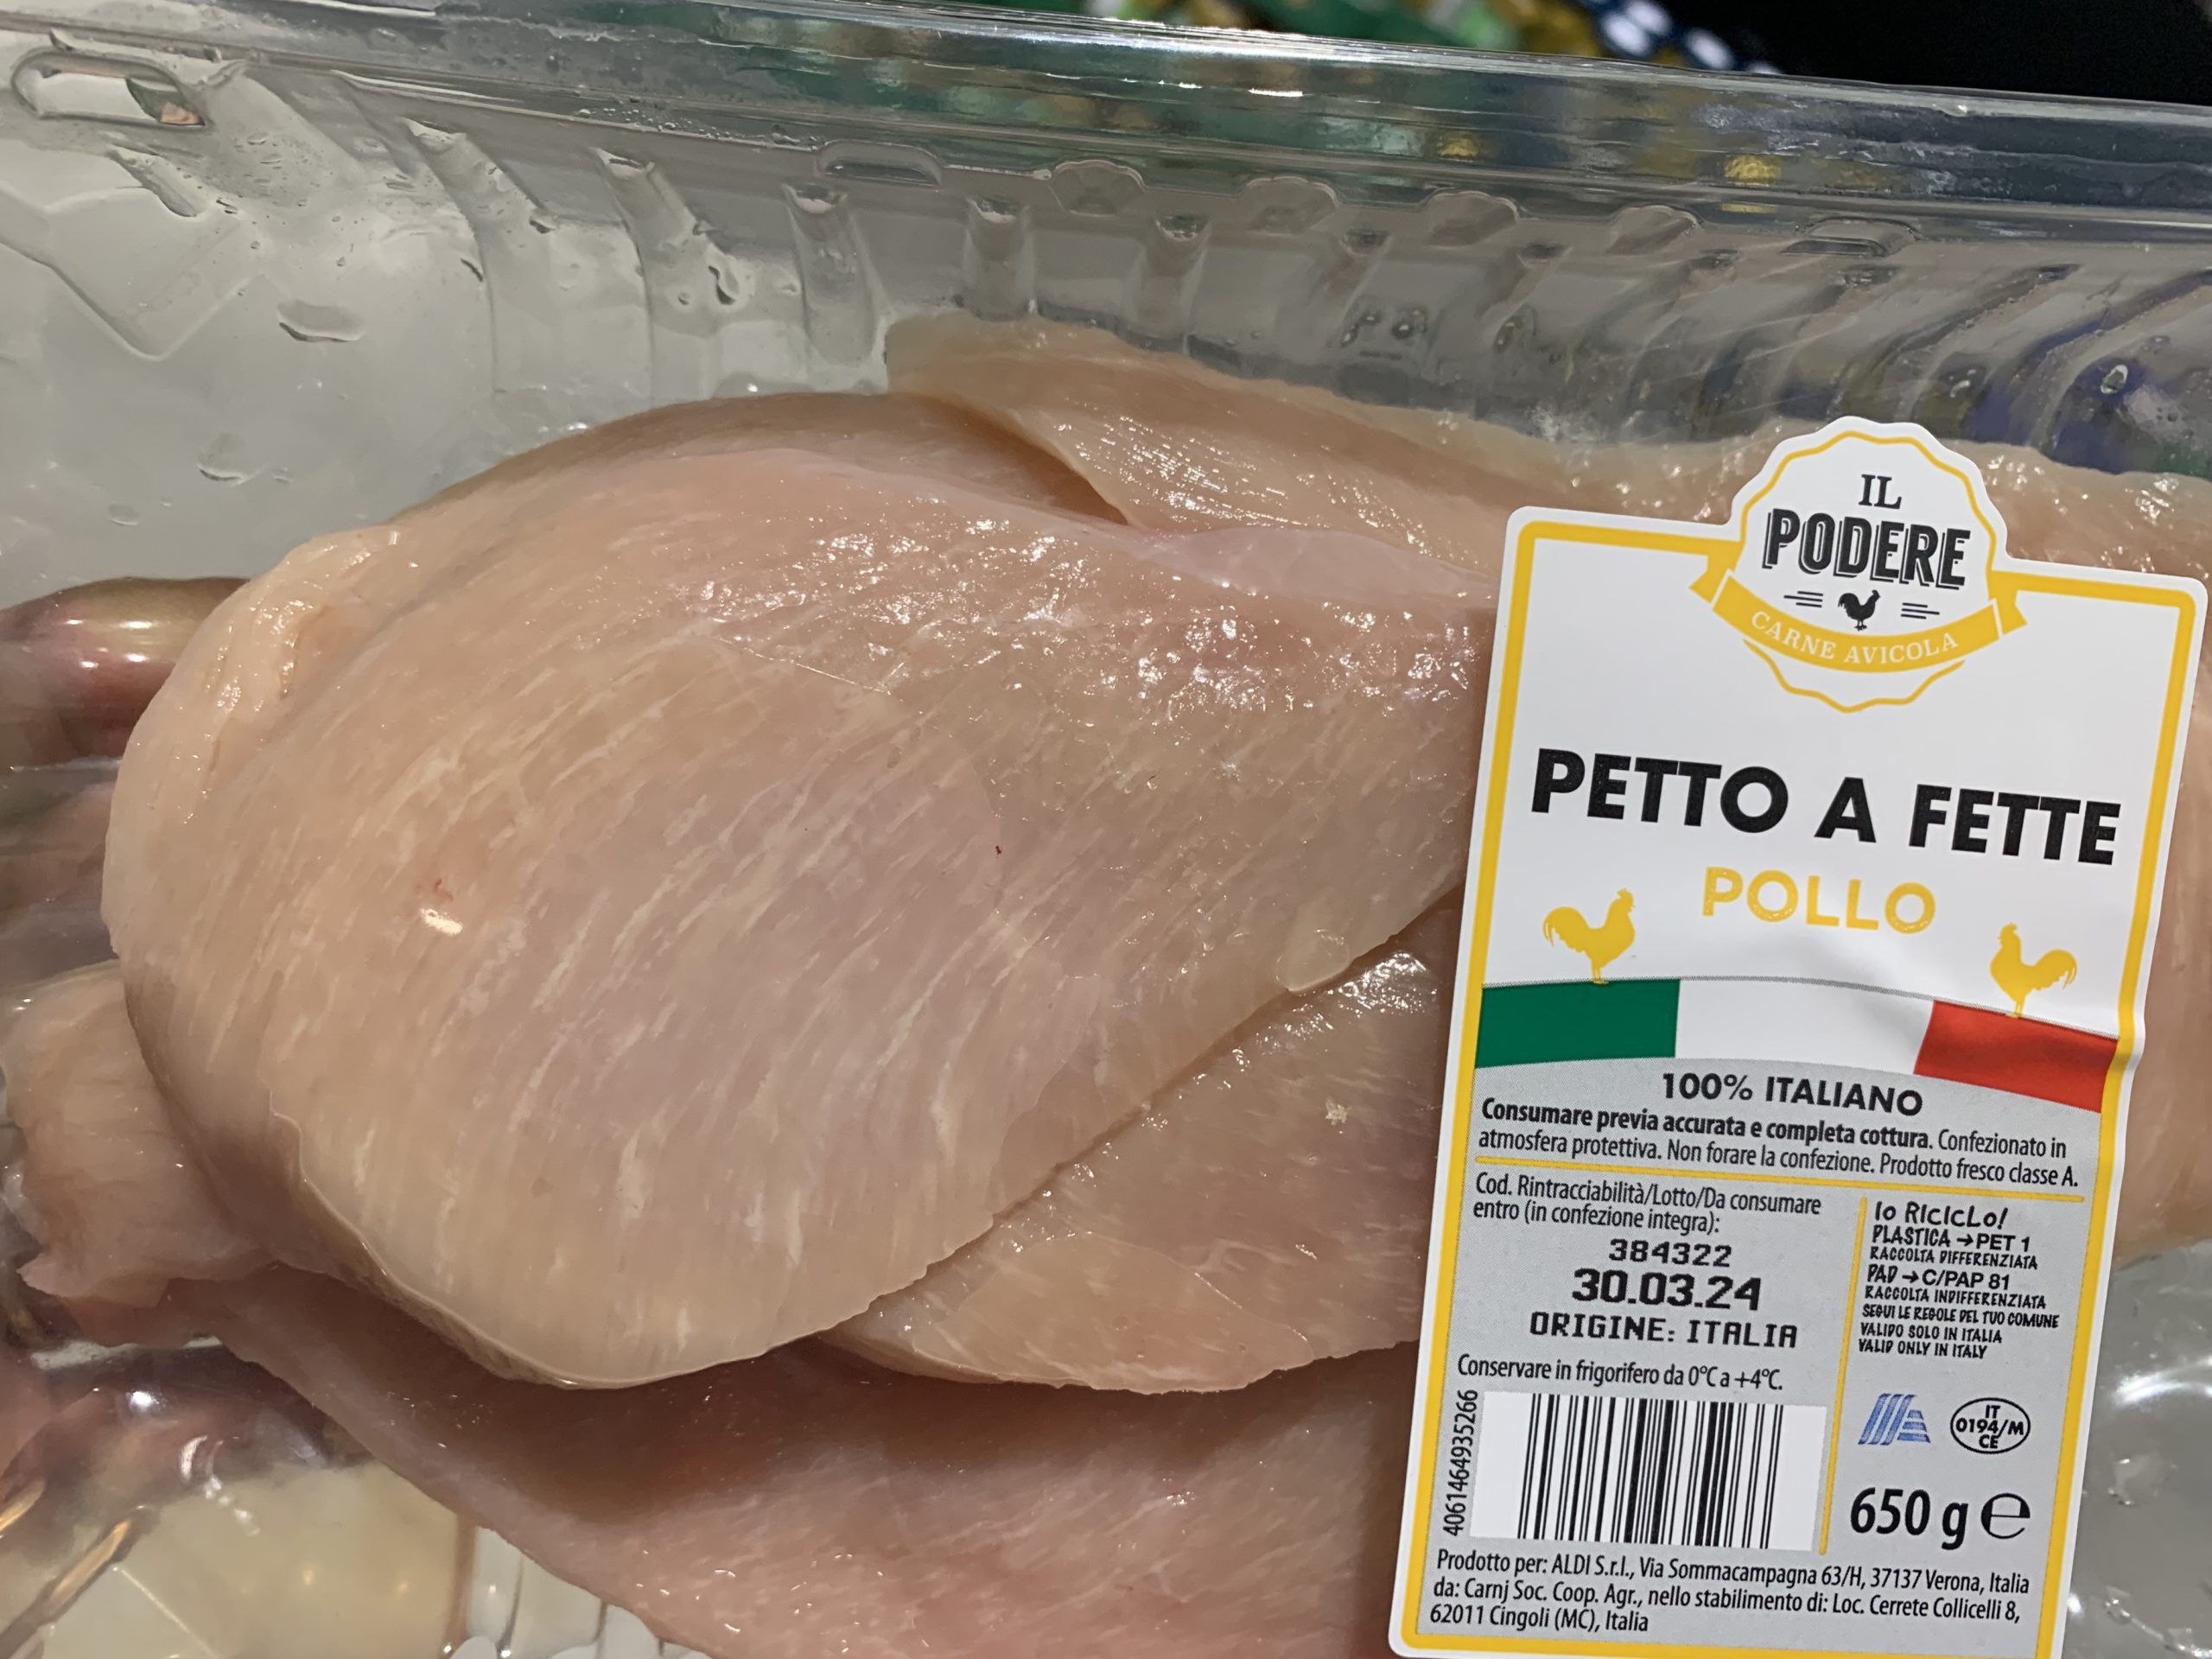 IL
PODERE
CARNE AVICOLA
PETTO A FETTE
POLLO
100% ITALIANO
Consumare previa accurata e completa cottura. Confezionato in
atmosfera protettiva. Non forare la confezione. Prodotto fresco classe A.
Cod. Rintracciabilità/Lotto/Da consumare
entro (in confezione integra):
384322
30.03.24
ORIGINE: ITALIA
Conservare in frigorifero da 0°C a +4°C.
4061464935266
Io RICICLo!
PLASTICA →PET 1
RACCOLTA DIFFERENZIATA
PAD →C/PAP 81
RACCOLTA INDIFFERENZIATA
SEGUI LE REGOLE DEL TUO COMUNE
VALIDO SOLO IN ITALIA
VALID ONLY IN ITALY
IT
0194/M
CE
650 g ℮
Prodotto per: ALDI S.r.l., Via Sommacampagna 63/H, 37137 Verona, Italia
da: Carnj Soc. Coop. Agr., nello stabilimento di: Loc. Cerrete Collicelli 8,
62011 Cingoli (MC), Italia